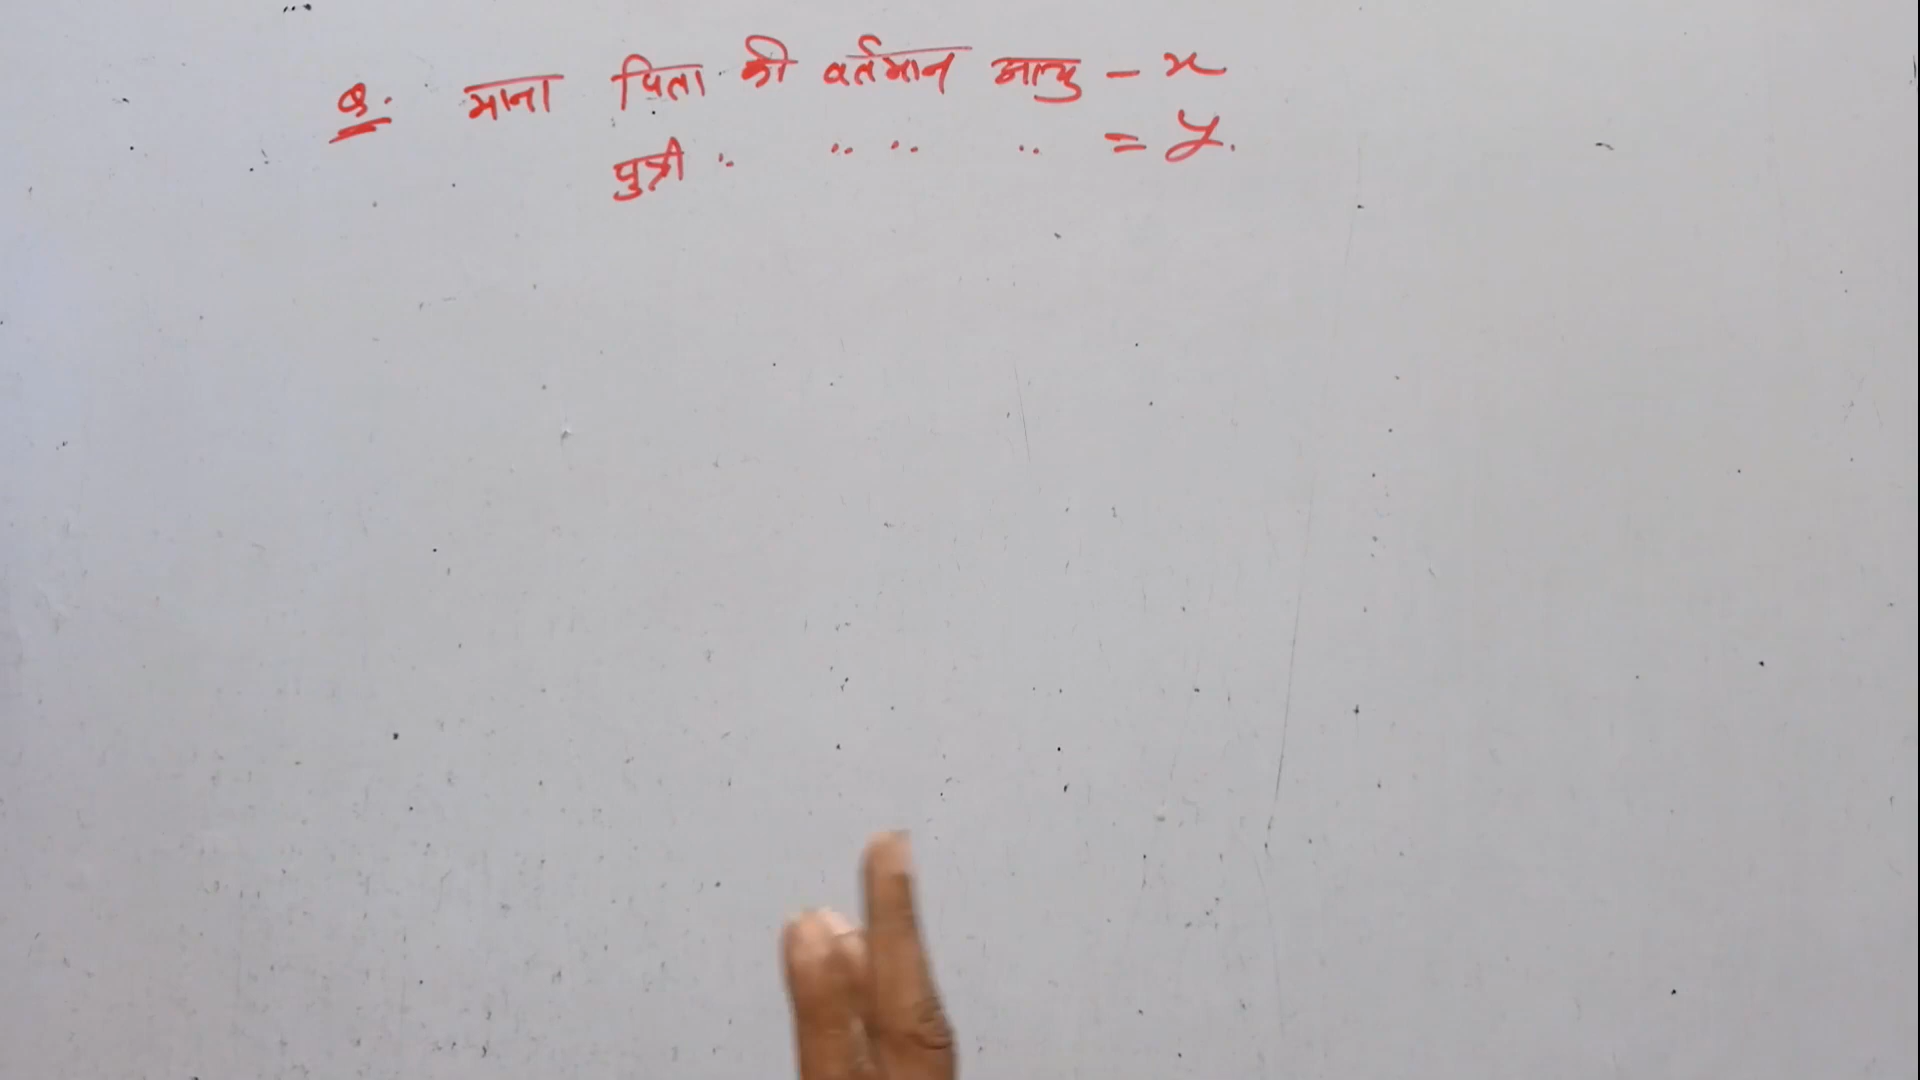 Q. माना पिता की वर्तमान आयु - x
पुत्री " " " " = y.